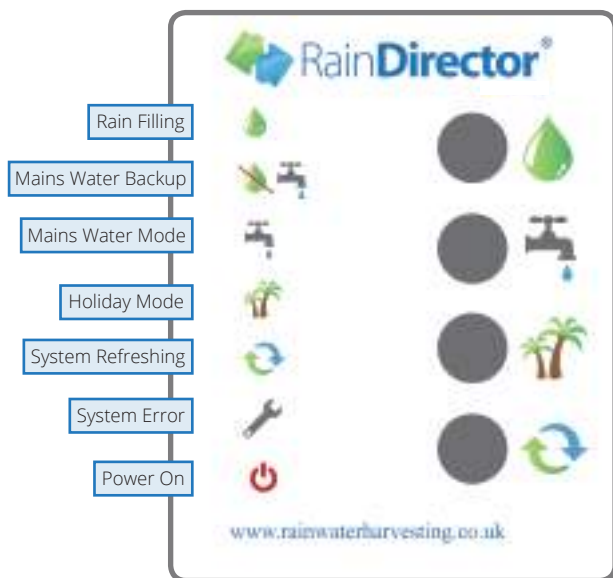 RainDirector®
Rain Filling
Mains Water Backup
Mains Water Mode
Holiday Mode
System Refreshing
System Error
Power On
www.rainwaterharvesting.co.uk